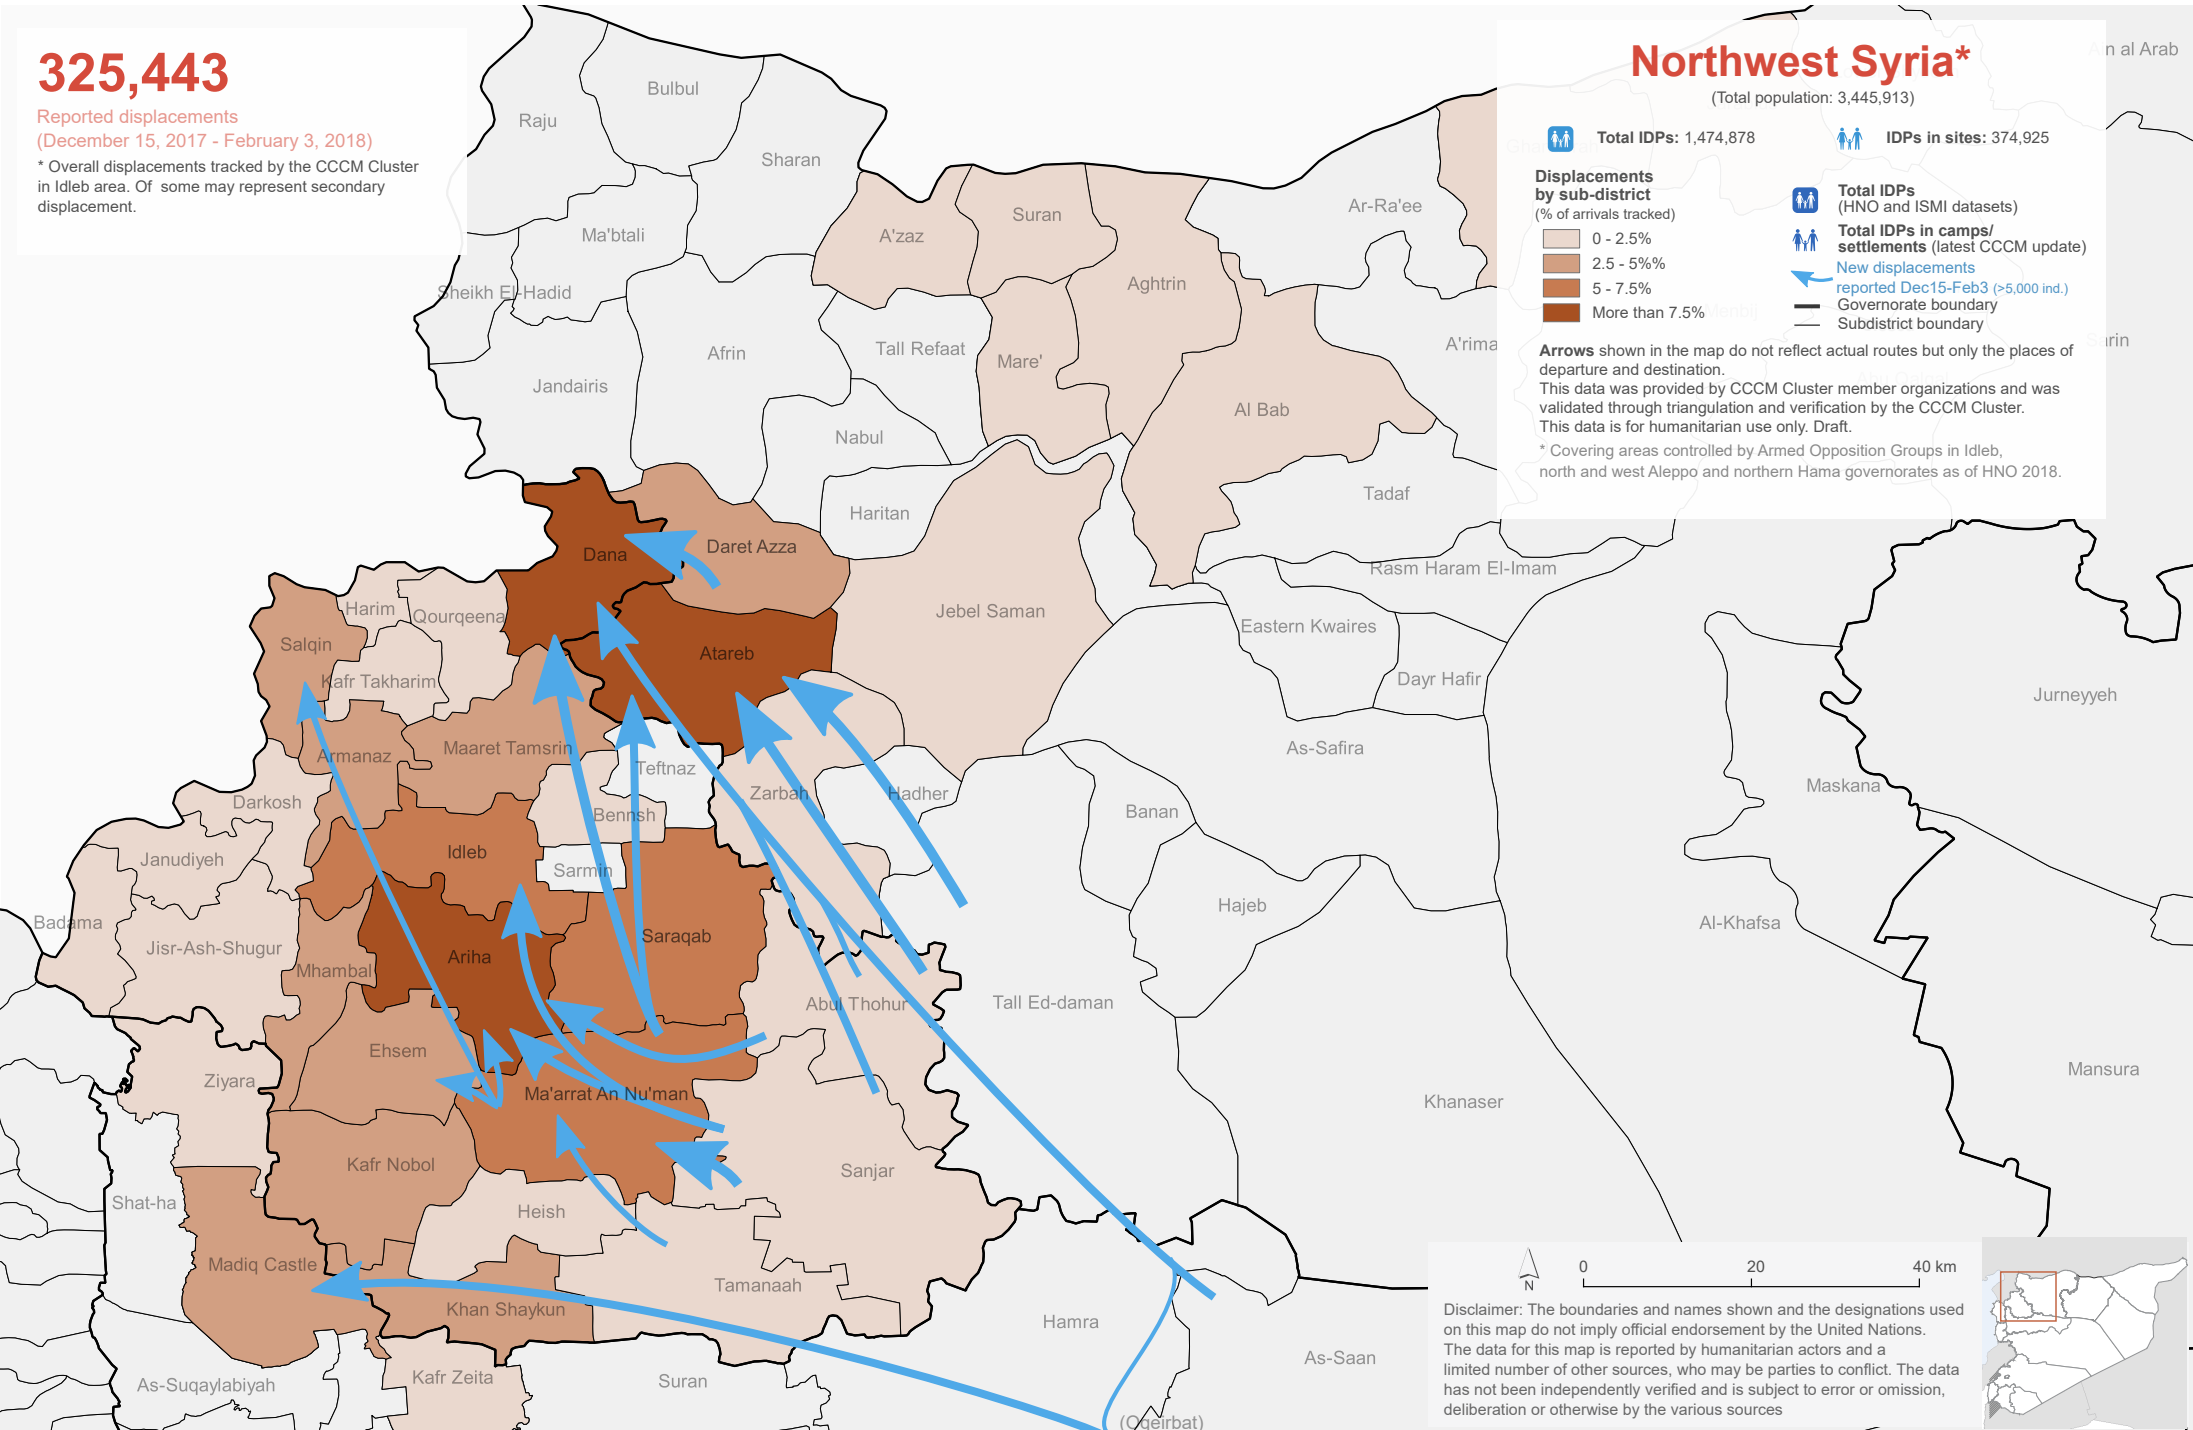 325,443
Reported displacements
(December 15, 2017 - February 3, 2018)
* Overall displacements tracked by the CCCM Cluster
in Idleb area. Of some may represent secondary
displacement.
Northwest Syria*
(Total population: 3,445,913)
Total IDPs: 1,474,878
IDPs in sites: 374,925
Displacements
by sub-district
(% of arrivals tracked)
0 - 2.5%
2.5 - 5%%
5 - 7.5%
More than 7.5%
Total IDPs
(HNO and ISMI datasets)
Total IDPs in camps/
settlements (latest CCCM update)
New displacements
reported Dec15-Feb3 (>5,000 ind.)
Governorate boundary
Subdistrict boundary
Arrows shown in the map do not reflect actual routes but only the places of
departure and destination.
This data was provided by CCCM Cluster member organizations and was
validated through triangulation and verification by the CCCM Cluster.
This data is for humanitarian use only. Draft.
* Covering areas controlled by Armed Opposition Groups in Idleb,
north and west Aleppo and northern Hama governorates as of HNO 2018.
Raju
Bulbul
Sharan
Ma'btali
Sheikh El-Hadid
A'zaz
Suran
Aghtrin
Ar-Ra'ee
Afrin
Tall Refaat
Mare'
A'rima
Jandairis
Al Bab
Nabul
Haritan
Tadaf
Dana
Daret Azza
Rasm Haram El-Imam
Harim
Qourqeena
Jebel Saman
Eastern Kwaires
Salqin
Atareb
Kafr Takharim
Dayr Hafir
Jurneyyeh
Armanaz
Maaret Tamsrin
Teftnaz
As-Safira
Maskana
Darkosh
Zarbah
Hadher
Bennsh
Banan
Janudiyeh
Idleb
Sarmin
Hajeb
Badama
Jisr-Ash-Shugur
Mhambal
Ariha
Saraqab
Al-Khafsa
Abul Thohur
Tall Ed-daman
Ehsem
Ziyara
Ma'arrat An Nu'man
Khanaser
Mansura
Kafr Nobol
Sanjar
Shat-ha
Heish
Madiq Castle
Khan Shaykun
Tamanaah
Hamra
As-Saan
Kafr Zeita
As-Suqaylabiyah
Suran
(Oqeirbat)
N
0 20 40 km
Disclaimer: The boundaries and names shown and the designations used
on this map do not imply official endorsement by the United Nations.
The data for this map is reported by humanitarian actors and a
limited number of other sources, who may be parties to conflict. The data
has not been independently verified and is subject to error or omission,
deliberation or otherwise by the various sources